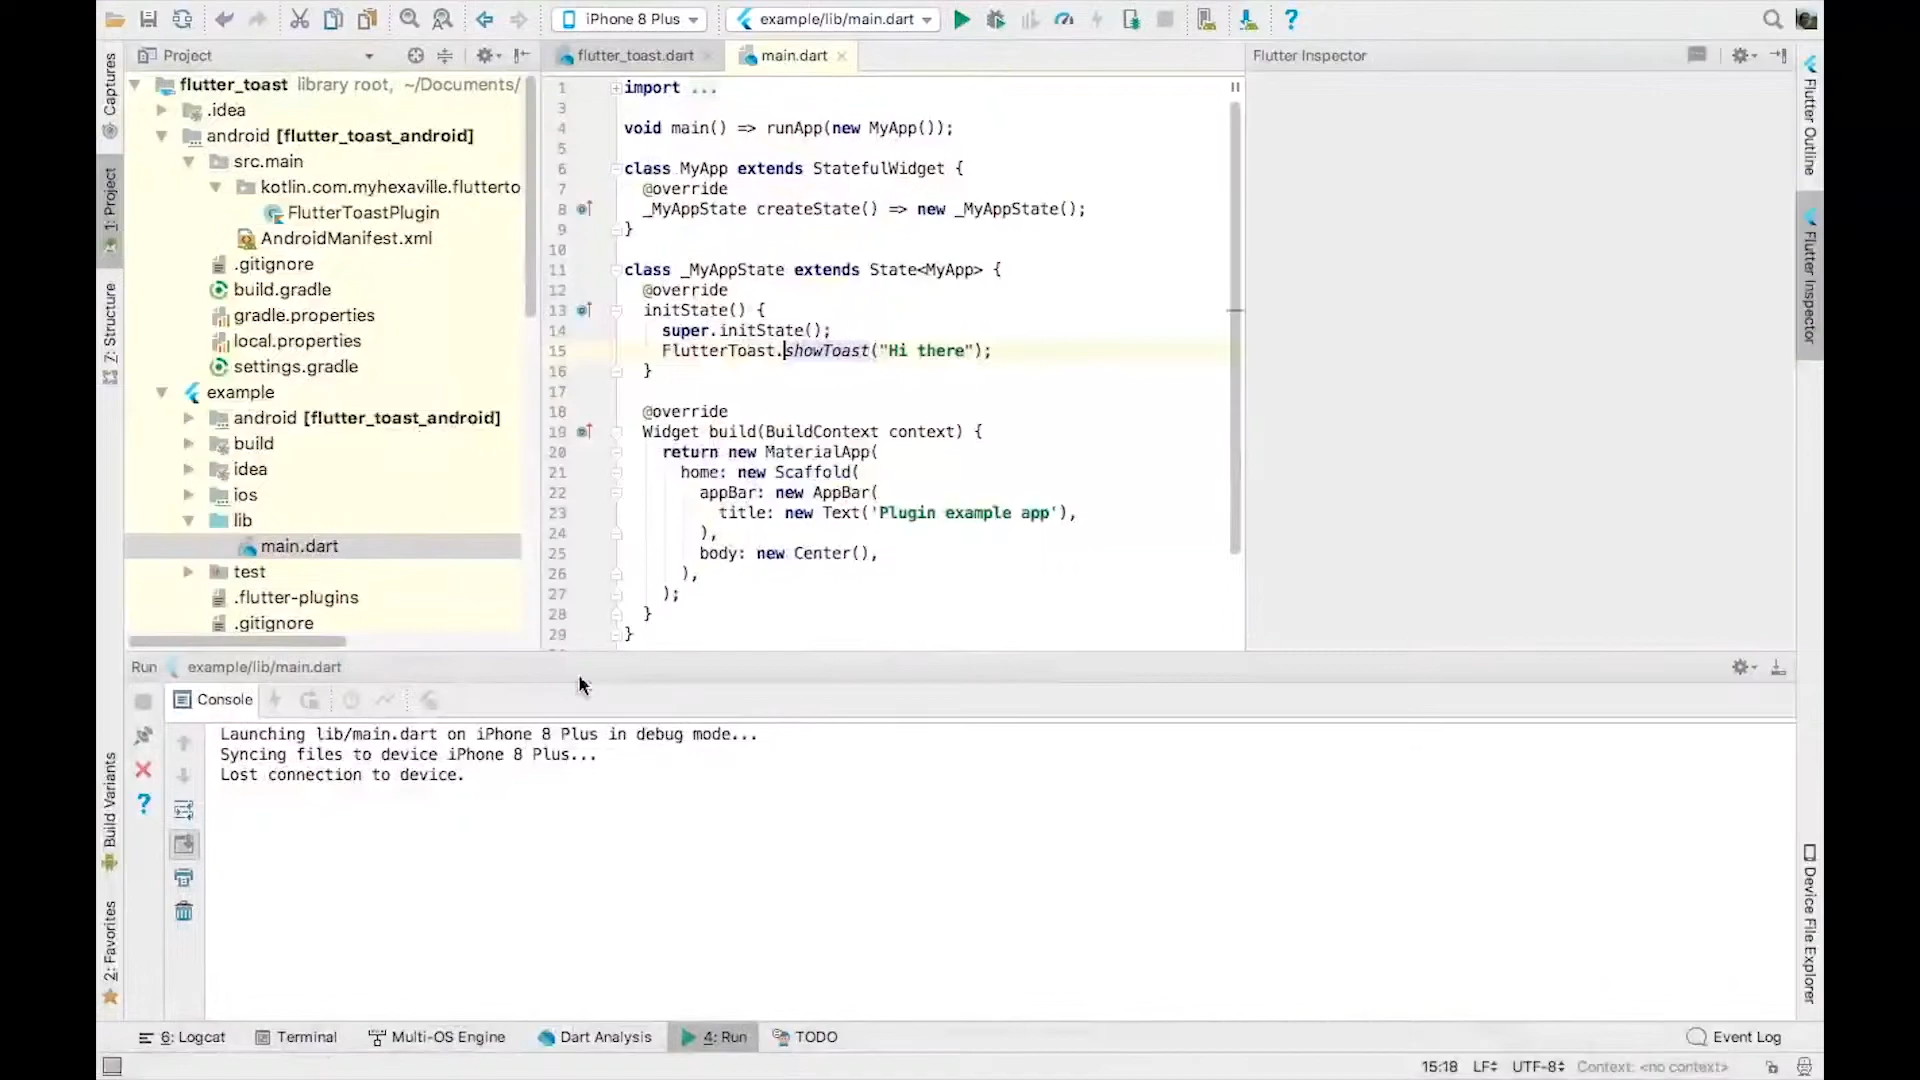 iPhone 8 Plus
example/lib/main.dart
?
Project
flutter_toast.dart
main.dart
Flutter Inspector
Captures
1: Project
7: Structure
Build Variants
2: Favorites
flutter_toast library root, ~/Documents/
.idea
android [flutter_toast_android]
src.main
kotlin.com.myhexaville.flutterto
FlutterToastPlugin
AndroidManifest.xml
.gitignore
build.gradle
gradle.properties
local.properties
settings.gradle
example
android [flutter_toast_android]
build
idea
ios
lib
main.dart
test
.flutter-plugins
.gitignore
1 import ...
3
4 void main() => runApp(new MyApp());
5
6 class MyApp extends StatefulWidget {
7 @override
8 _MyAppState createState() => new _MyAppState();
9 }
10
11 class _MyAppState extends State<MyApp> {
12 @override
13 initState() {
14 super.initState();
15 FlutterToast.showToast("Hi there");
16 }
17
18 @override
19 Widget build(BuildContext context) {
20 return new MaterialApp(
21 home: new Scaffold(
22 appBar: new AppBar(
23 title: new Text('Plugin example app'),
24 ),
25 body: new Center(),
26 ),
27 );
28 }
29 }
Flutter Outline
Flutter Inspector
Device File Explorer
Run example/lib/main.dart
Console
?
Launching lib/main.dart on iPhone 8 Plus in debug mode...
Syncing files to device iPhone 8 Plus...
Lost connection to device.
6: Logcat
Terminal
Multi-OS Engine
Dart Analysis
4: Run
TODO
Event Log
15:18 LF UTF-8 Context: <no context>